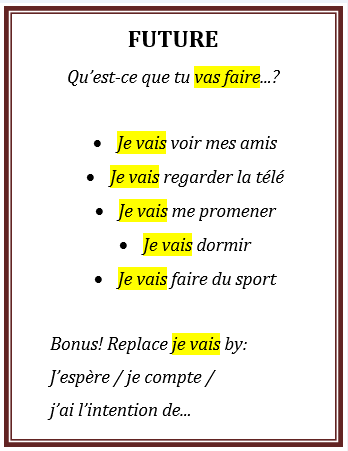 FUTURE
Qu'est-ce que tu vas faire...?
• Je vais voir mes amis
• Je vais regarder la télé
• Je vais me promener
• Je vais dormir
• Je vais faire du sport
Bonus! Replace je vais by:
J'espère / je compte /
j'ai l'intention de...